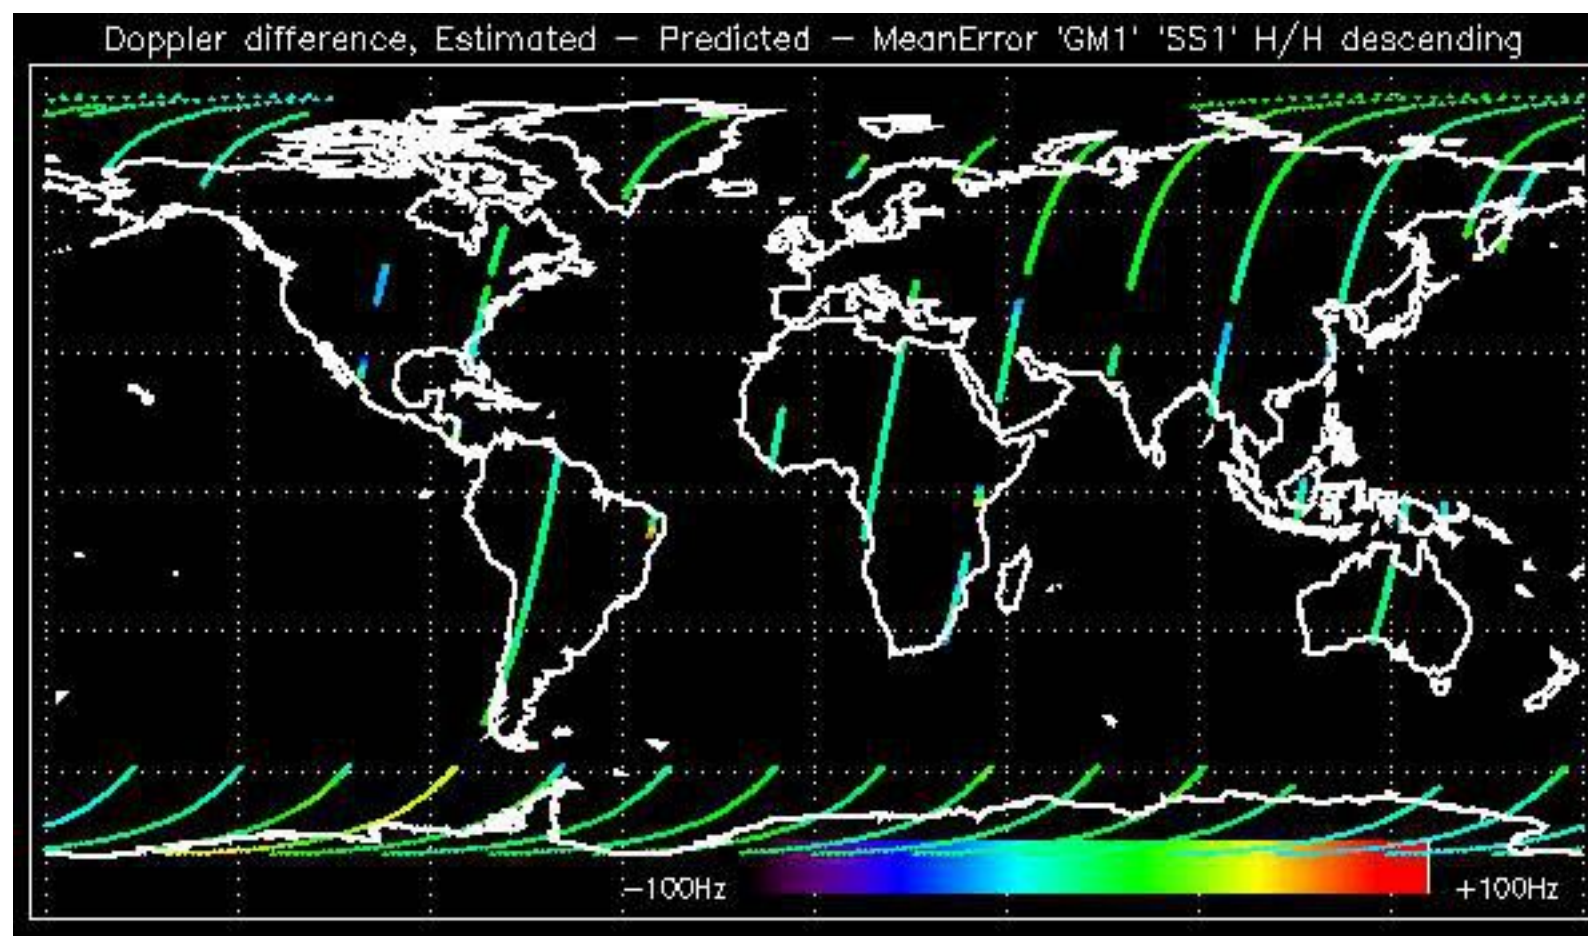 Doppler difference, Estimated – Predicted – MeanError 'GM1' 'SS1' H/H descending
-100Hz
+100Hz